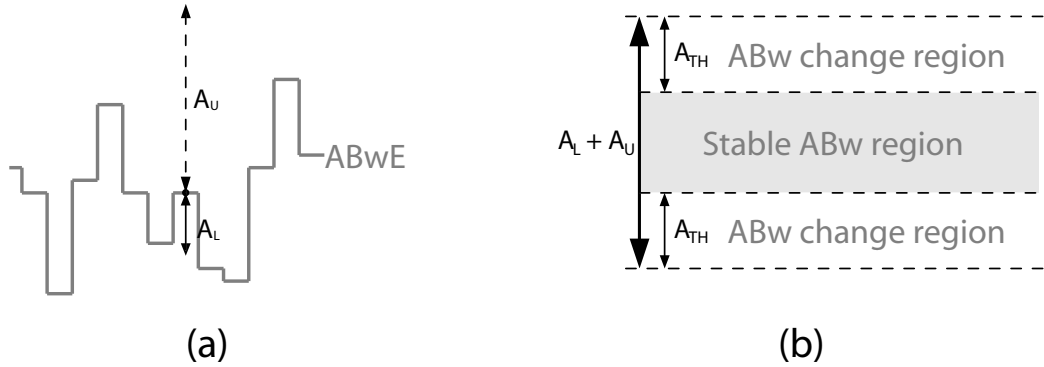 A_U
ABwE
A_L
(a)
A_TH ABw change region
A_L + A_U Stable ABw region
A_TH ABw change region
(b)